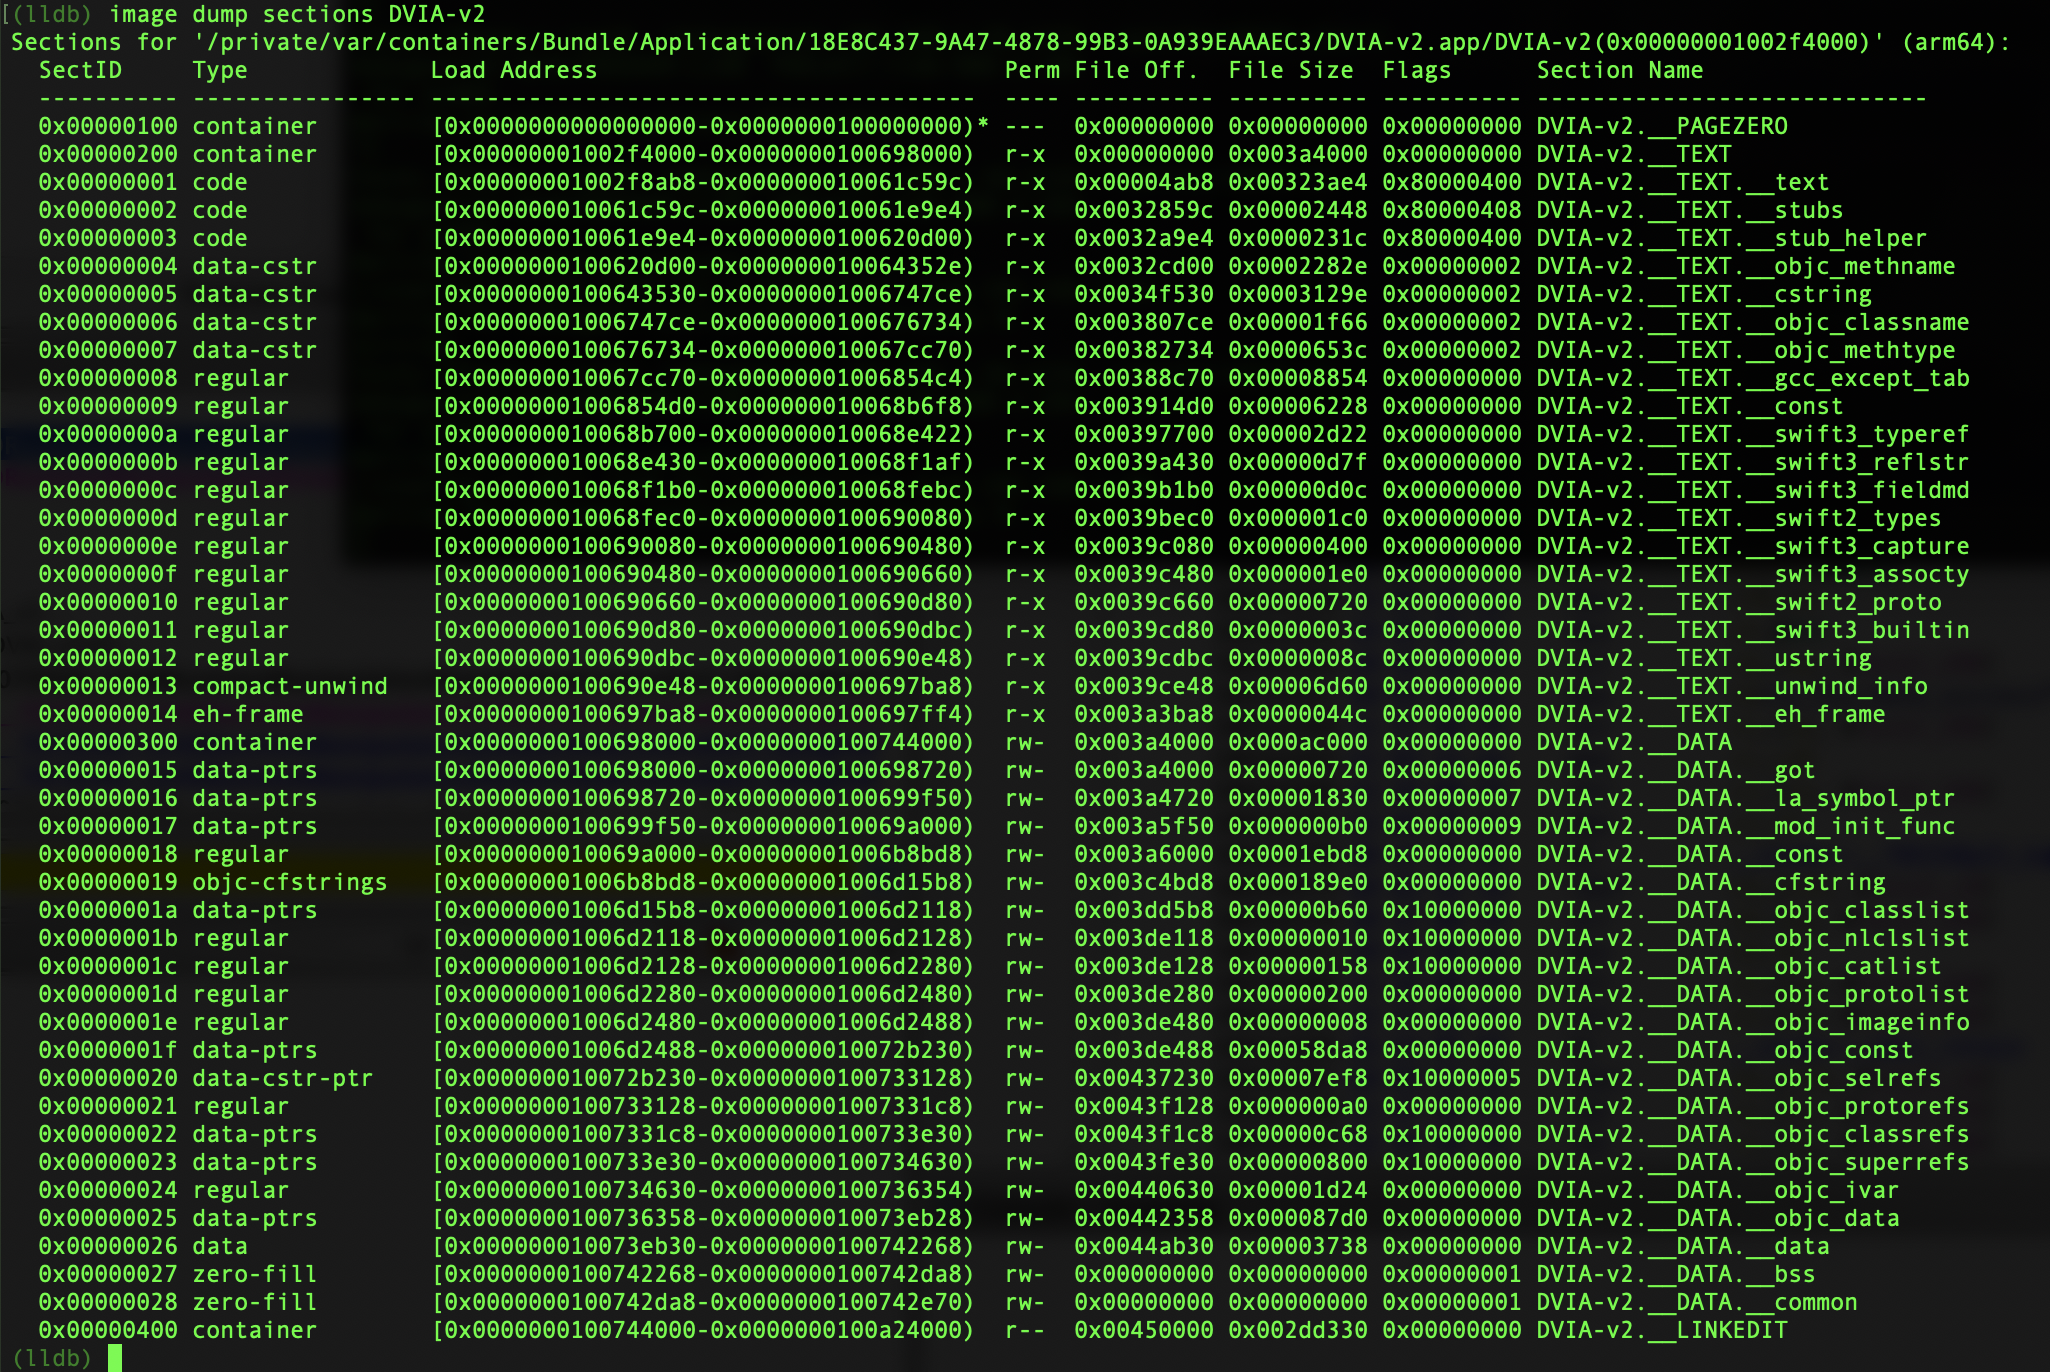 [(lldb) image dump sections DVIA-v2
Sections for '/private/var/containers/Bundle/Application/18E8C437-9A47-4878-99B3-0A939EAAAEC3/DVIA-v2.app/DVIA-v2(0x00000001002f4000)' (arm64):
  SectID     Type             Load Address                             Perm File Off.  File Size  Flags      Section Name
  ---------- ---------------- ---------------------------------------  ---- ---------- ---------- ---------- ----------------------------
  0x00000100 container        [0x0000000000000000-0x0000000100000000)* ---  0x00000000 0x00000000 0x00000000 DVIA-v2.__PAGEZERO
  0x00000200 container        [0x00000001002f4000-0x0000000100698000)  r-x  0x00000000 0x003a4000 0x00000000 DVIA-v2.__TEXT
  0x00000001 code             [0x00000001002f8ab8-0x000000010061c59c)  r-x  0x00004ab8 0x00323ae4 0x80000400 DVIA-v2.__TEXT.__text
  0x00000002 code             [0x000000010061c59c-0x000000010061e9e4)  r-x  0x0032859c 0x00002448 0x80000408 DVIA-v2.__TEXT.__stubs
  0x00000003 code             [0x000000010061e9e4-0x0000000100620d00)  r-x  0x0032a9e4 0x0000231c 0x80000400 DVIA-v2.__TEXT.__stub_helper
  0x00000004 data-cstr        [0x0000000100620d00-0x000000010064352e)  r-x  0x0032cd00 0x0002282e 0x00000002 DVIA-v2.__TEXT.__objc_methname
  0x00000005 data-cstr        [0x0000000100643530-0x00000001006747ce)  r-x  0x0034f530 0x0003129e 0x00000002 DVIA-v2.__TEXT.__cstring
  0x00000006 data-cstr        [0x00000001006747ce-0x0000000100676734)  r-x  0x003807ce 0x00001f66 0x00000002 DVIA-v2.__TEXT.__objc_classname
  0x00000007 data-cstr        [0x0000000100676734-0x000000010067cc70)  r-x  0x00382734 0x0000653c 0x00000002 DVIA-v2.__TEXT.__objc_methtype
  0x00000008 regular          [0x000000010067cc70-0x00000001006854c4)  r-x  0x00388c70 0x00008854 0x00000000 DVIA-v2.__TEXT.__gcc_except_tab
  0x00000009 regular          [0x00000001006854d0-0x000000010068b6f8)  r-x  0x003914d0 0x00006228 0x00000000 DVIA-v2.__TEXT.__const
  0x0000000a regular          [0x000000010068b700-0x000000010068e422)  r-x  0x00397700 0x00002d22 0x00000000 DVIA-v2.__TEXT.__swift3_typeref
  0x0000000b regular          [0x000000010068e430-0x000000010068f1af)  r-x  0x0039a430 0x00000d7f 0x00000000 DVIA-v2.__TEXT.__swift3_reflstr
  0x0000000c regular          [0x000000010068f1b0-0x000000010068febc)  r-x  0x0039b1b0 0x00000d0c 0x00000000 DVIA-v2.__TEXT.__swift3_fieldmd
  0x0000000d regular          [0x000000010068fec0-0x0000000100690080)  r-x  0x0039bec0 0x000001c0 0x00000000 DVIA-v2.__TEXT.__swift2_types
  0x0000000e regular          [0x0000000100690080-0x0000000100690480)  r-x  0x0039c080 0x00000400 0x00000000 DVIA-v2.__TEXT.__swift3_capture
  0x0000000f regular          [0x0000000100690480-0x0000000100690660)  r-x  0x0039c480 0x000001e0 0x00000000 DVIA-v2.__TEXT.__swift3_assocty
  0x00000010 regular          [0x0000000100690660-0x0000000100690d80)  r-x  0x0039c660 0x00000720 0x00000000 DVIA-v2.__TEXT.__swift2_proto
  0x00000011 regular          [0x0000000100690d80-0x0000000100690dbc)  r-x  0x0039cd80 0x0000003c 0x00000000 DVIA-v2.__TEXT.__swift3_builtin
  0x00000012 regular          [0x0000000100690dbc-0x0000000100690e48)  r-x  0x0039cdbc 0x0000008c 0x00000000 DVIA-v2.__TEXT.__ustring
  0x00000013 compact-unwind   [0x0000000100690e48-0x0000000100697ba8)  r-x  0x0039ce48 0x00006d60 0x00000000 DVIA-v2.__TEXT.__unwind_info
  0x00000014 eh-frame         [0x0000000100697ba8-0x0000000100697ff4)  r-x  0x003a3ba8 0x0000044c 0x00000000 DVIA-v2.__TEXT.__eh_frame
  0x00000300 container        [0x0000000100698000-0x0000000100744000)  rw-  0x003a4000 0x000ac000 0x00000000 DVIA-v2.__DATA
  0x00000015 data-ptrs        [0x0000000100698000-0x0000000100698720)  rw-  0x003a4000 0x00000720 0x00000006 DVIA-v2.__DATA.__got
  0x00000016 data-ptrs        [0x0000000100698720-0x0000000100699f50)  rw-  0x003a4720 0x00001830 0x00000007 DVIA-v2.__DATA.__la_symbol_ptr
  0x00000017 data-ptrs        [0x0000000100699f50-0x000000010069a000)  rw-  0x003a5f50 0x000000b0 0x00000009 DVIA-v2.__DATA.__mod_init_func
  0x00000018 regular          [0x000000010069a000-0x00000001006b8bd8)  rw-  0x003a6000 0x0001ebd8 0x00000000 DVIA-v2.__DATA.__const
  0x00000019 objc-cfstrings   [0x00000001006b8bd8-0x00000001006d15b8)  rw-  0x003c4bd8 0x000189e0 0x00000000 DVIA-v2.__DATA.__cfstring
  0x0000001a data-ptrs        [0x00000001006d15b8-0x00000001006d2118)  rw-  0x003dd5b8 0x00000b60 0x10000000 DVIA-v2.__DATA.__objc_classlist
  0x0000001b regular          [0x00000001006d2118-0x00000001006d2128)  rw-  0x003de118 0x00000010 0x10000000 DVIA-v2.__DATA.__objc_nlclslist
  0x0000001c regular          [0x00000001006d2128-0x00000001006d2280)  rw-  0x003de128 0x00000158 0x10000000 DVIA-v2.__DATA.__objc_catlist
  0x0000001d regular          [0x00000001006d2280-0x00000001006d2480)  rw-  0x003de280 0x00000200 0x00000000 DVIA-v2.__DATA.__objc_protolist
  0x0000001e regular          [0x00000001006d2480-0x00000001006d2488)  rw-  0x003de480 0x00000008 0x00000000 DVIA-v2.__DATA.__objc_imageinfo
  0x0000001f data-ptrs        [0x00000001006d2488-0x000000010072b230)  rw-  0x003de488 0x00058da8 0x00000000 DVIA-v2.__DATA.__objc_const
  0x00000020 data-cstr-ptr    [0x000000010072b230-0x0000000100733128)  rw-  0x00437230 0x00007ef8 0x10000005 DVIA-v2.__DATA.__objc_selrefs
  0x00000021 regular          [0x0000000100733128-0x00000001007331c8)  rw-  0x0043f128 0x000000a0 0x00000000 DVIA-v2.__DATA.__objc_protorefs
  0x00000022 data-ptrs        [0x00000001007331c8-0x0000000100733e30)  rw-  0x0043f1c8 0x00000c68 0x10000000 DVIA-v2.__DATA.__objc_classrefs
  0x00000023 data-ptrs        [0x0000000100733e30-0x0000000100734630)  rw-  0x0043fe30 0x00000800 0x10000000 DVIA-v2.__DATA.__objc_superrefs
  0x00000024 regular          [0x0000000100734630-0x0000000100736354)  rw-  0x00440630 0x00001d24 0x00000000 DVIA-v2.__DATA.__objc_ivar
  0x00000025 data-ptrs        [0x0000000100736358-0x000000010073eb28)  rw-  0x00442358 0x000087d0 0x00000000 DVIA-v2.__DATA.__objc_data
  0x00000026 data             [0x000000010073eb30-0x0000000100742268)  rw-  0x0044ab30 0x00003738 0x00000000 DVIA-v2.__DATA.__data
  0x00000027 zero-fill        [0x0000000100742268-0x0000000100742da8)  rw-  0x00000000 0x00000000 0x00000001 DVIA-v2.__DATA.__bss
  0x00000028 zero-fill        [0x0000000100742da8-0x0000000100742e70)  rw-  0x00000000 0x00000000 0x00000001 DVIA-v2.__DATA.__common
  0x00000400 container        [0x0000000100744000-0x0000000100a24000)  r--  0x00450000 0x002dd330 0x00000000 DVIA-v2.__LINKEDIT
(lldb)